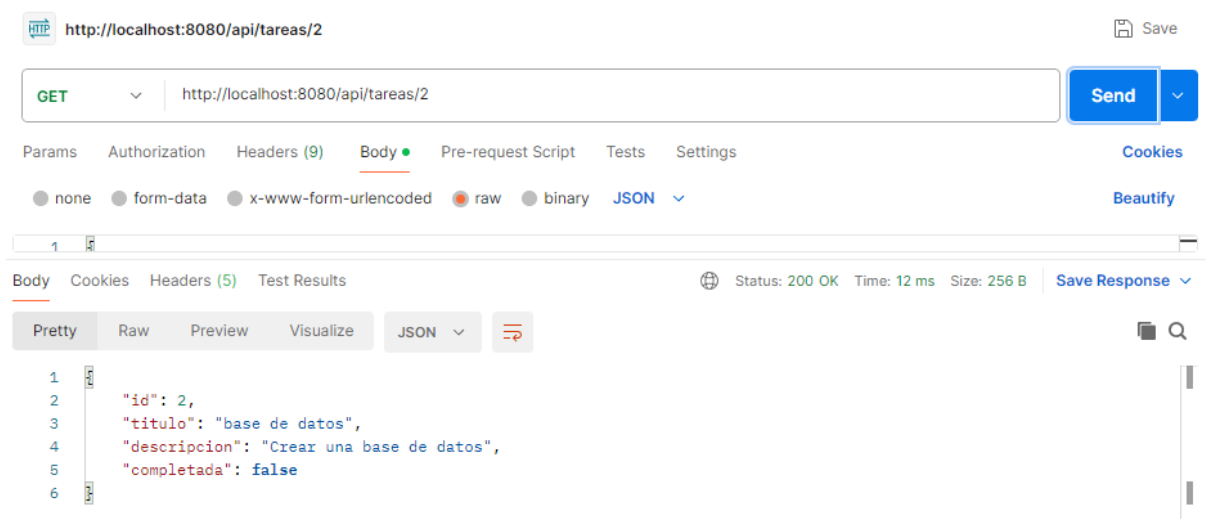 HTTP http://localhost:8080/api/tareas/2 Save
GET http://localhost:8080/api/tareas/2 Send
Params Authorization Headers (9) Body Pre-request Script Tests Settings Cookies
none form-data x-www-form-urlencoded raw binary JSON Beautify
1 {
Body Cookies Headers (5) Test Results Status: 200 OK Time: 12 ms Size: 256 B Save Response
Pretty Raw Preview Visualize JSON
1 {
2 "id": 2,
3 "titulo": "base de datos",
4 "descripcion": "Crear una base de datos",
5 "completada": false
6 }